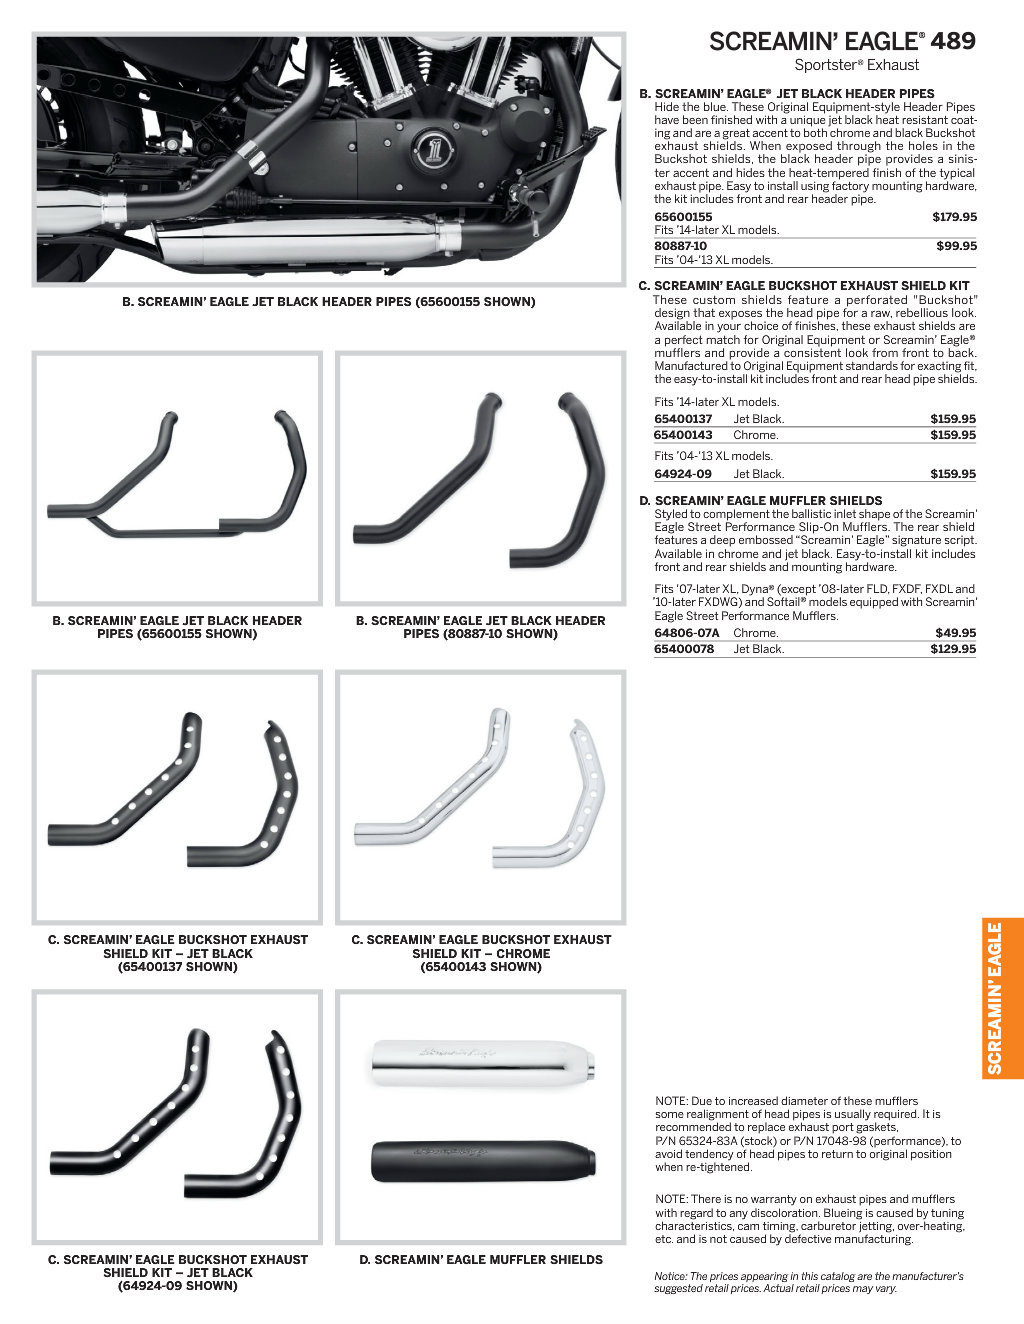 SCREAMIN’ EAGLE® 489
Sportster® Exhaust
B. SCREAMIN’ EAGLE JET BLACK HEADER PIPES (65600155 SHOWN)
B. SCREAMIN’ EAGLE JET BLACK HEADER
PIPES (65600155 SHOWN)
B. SCREAMIN’ EAGLE JET BLACK HEADER
PIPES (80887-10 SHOWN)
C. SCREAMIN’ EAGLE BUCKSHOT EXHAUST
SHIELD KIT – JET BLACK
(65400137 SHOWN)
C. SCREAMIN’ EAGLE BUCKSHOT EXHAUST
SHIELD KIT – CHROME
(65400143 SHOWN)
Screamin' Eagle
C. SCREAMIN’ EAGLE BUCKSHOT EXHAUST
SHIELD KIT – JET BLACK
(64924-09 SHOWN)
D. SCREAMIN’ EAGLE MUFFLER SHIELDS
B. SCREAMIN’ EAGLE® JET BLACK HEADER PIPES
Hide the blue. These Original Equipment-style Header Pipes
have been finished with a unique jet black heat resistant coat-
ing and are a great accent to both chrome and black Buckshot
exhaust shields. When exposed through the holes in the
Buckshot shields, the black header pipe provides a sinis-
ter accent and hides the heat-tempered finish of the typical
exhaust pipe. Easy to install using factory mounting hardware,
the kit includes front and rear header pipe.
65600155 $179.95
Fits ’14-later XL models.
80887-10 $99.95
Fits ’04-’13 XL models.
C. SCREAMIN’ EAGLE BUCKSHOT EXHAUST SHIELD KIT
These custom shields feature a perforated "Buckshot"
design that exposes the head pipe for a raw, rebellious look.
Available in your choice of finishes, these exhaust shields are
a perfect match for Original Equipment or Screamin’ Eagle®
mufflers and provide a consistent look from front to back.
Manufactured to Original Equipment standards for exacting fit,
the easy-to-install kit includes front and rear head pipe shields.
Fits ’14-later XL models.
65400137 Jet Black. $159.95
65400143 Chrome. $159.95
Fits ’04-’13 XL models.
64924-09 Jet Black. $159.95
D. SCREAMIN’ EAGLE MUFFLER SHIELDS
Styled to complement the ballistic inlet shape of the Screamin’
Eagle Street Performance Slip-On Mufflers. The rear shield
features a deep embossed “Screamin’ Eagle” signature script.
Available in chrome and jet black. Easy-to-install kit includes
front and rear shields and mounting hardware.
Fits ‘07-later XL, Dyna® (except ’08-later FLD, FXDF, FXDL and
’10-later FXDWG) and Softail® models equipped with Screamin’
Eagle Street Performance Mufflers.
64806-07A Chrome. $49.95
65400078 Jet Black. $129.95
SCREAMIN’ EAGLE
NOTE: Due to increased diameter of these mufflers
some realignment of head pipes is usually required. It is
recommended to replace exhaust port gaskets,
P/N 65324-83A (stock) or P/N 17048-98 (performance), to
avoid tendency of head pipes to return to original position
when re-tightened.
NOTE: There is no warranty on exhaust pipes and mufflers
with regard to any discoloration. Blueing is caused by tuning
characteristics, cam timing, carburetor jetting, over-heating,
etc. and is not caused by defective manufacturing.
Notice: The prices appearing in this catalog are the manufacturer’s
suggested retail prices. Actual retail prices may vary.